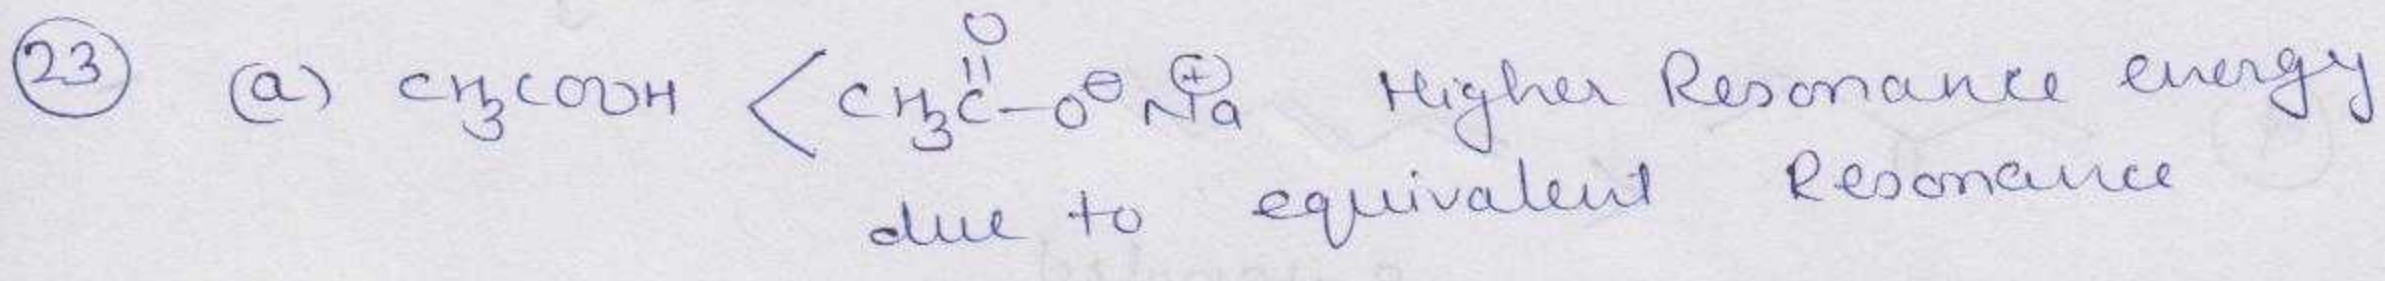 O
(23) (a) CH3COOH < CH3C-O⊖ Na⊕ Higher Resonance energy
due to equivalent Resonance